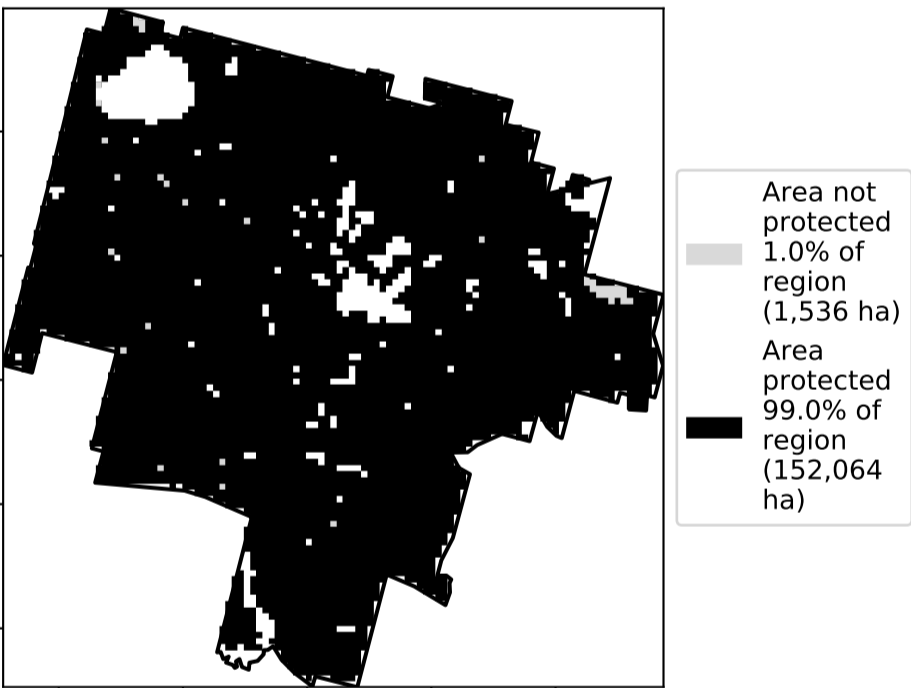 Area not
protected
1.0% of
region
(1,536 ha)
Area
protected
99.0% of
region
(152,064
ha)